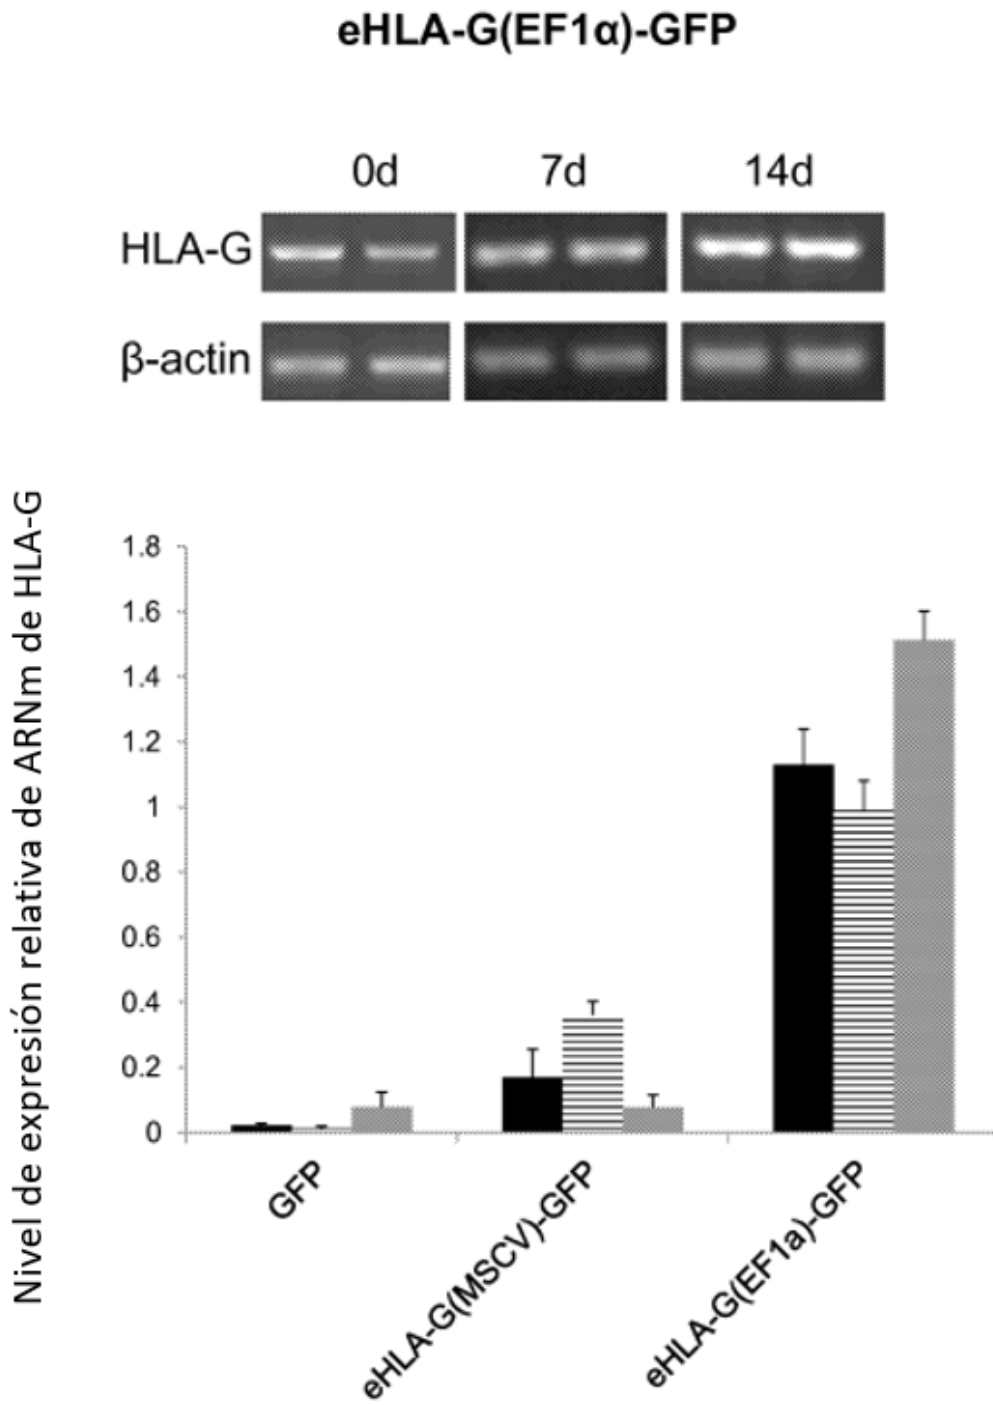 eHLA-G(EF1α)-GFP
0d 7d 14d
HLA-G
β-actin
Nivel de expresión relativa de ARNm de HLA-G
1.8
1.6
1.4
1.2
1
0.8
0.6
0.4
0.2
0
GFP
eHLA-G(MSCV)-GFP
eHLA-G(EF1a)-GFP